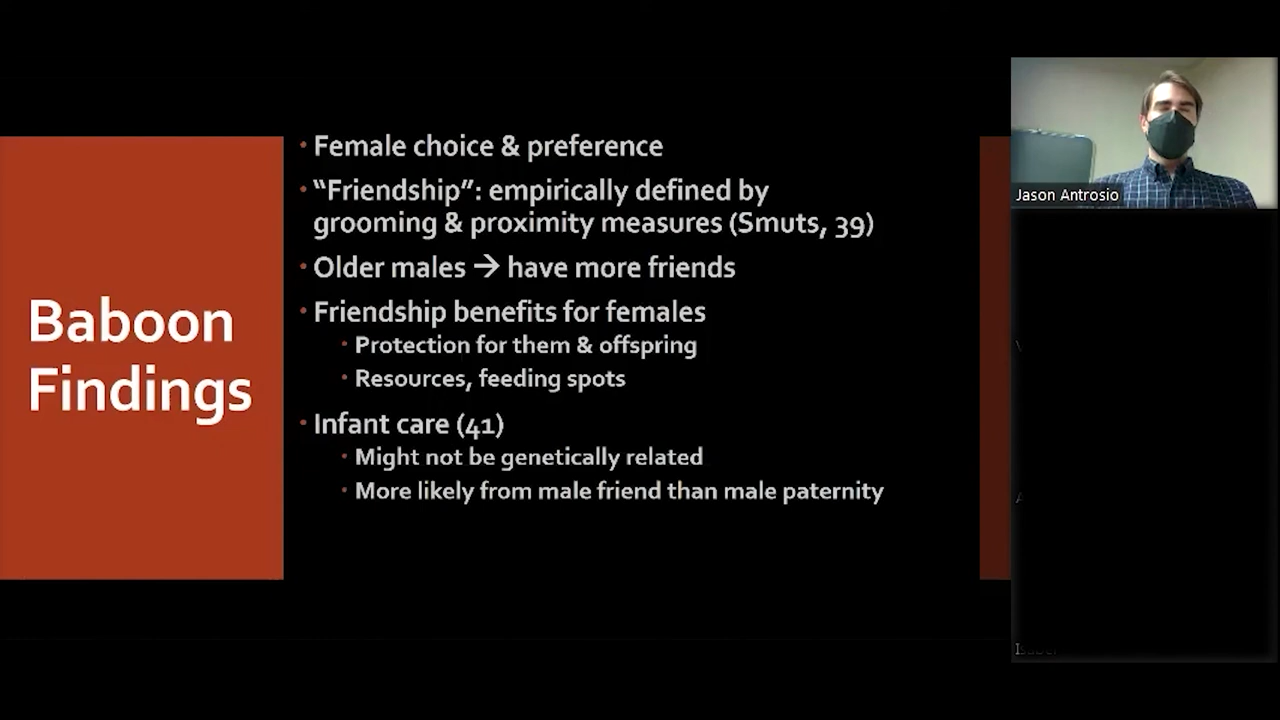 Baboon
Findings
• Female choice & preference
• “Friendship”: empirically defined by
grooming & proximity measures (Smuts, 39)
• Older males → have more friends
• Friendship benefits for females
• Protection for them & offspring
• Resources, feeding spots
• Infant care (41)
• Might not be genetically related
• More likely from male friend than male paternity
Jason Antrosio